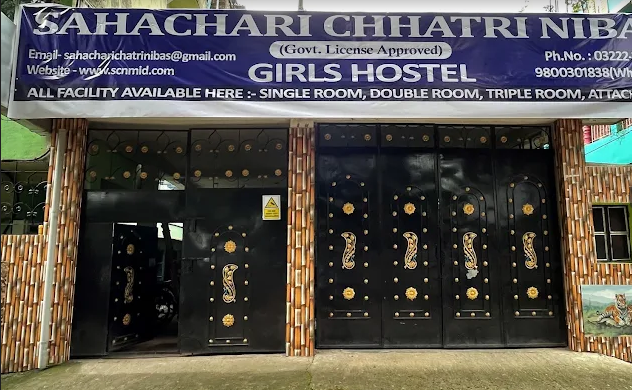 SAHACHARI CHHATRI NIBA
Email- sahacharichatrinibas@gmail.com
(Govt. License Approved)
Ph.No. : 03222-
Website - www.scnmid.com
GIRLS HOSTEL
9800301838(Wh
ALL FACILITY AVAILABLE HERE :- SINGLE ROOM, DOUBLE ROOM, TRIPLE ROOM, ATTAC